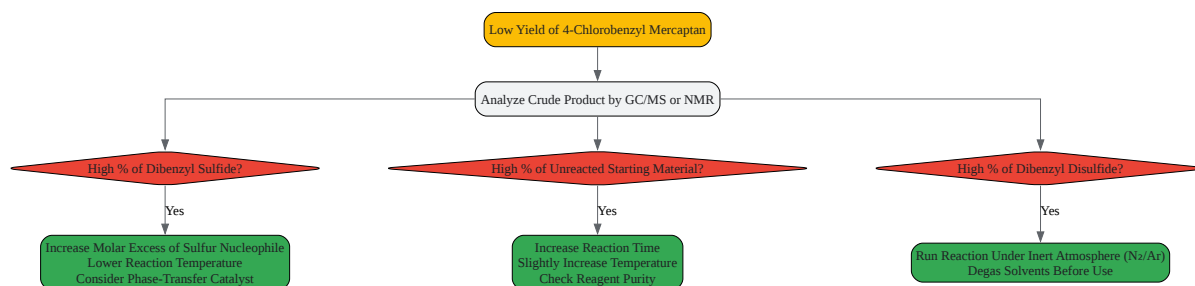 Low Yield of 4-Chlorobenzyl Mercaptan
Analyze Crude Product by GC/MS or NMR
High % of Dibenzyl Sulfide?
High % of Unreacted Starting Material?
High % of Dibenzyl Disulfide?
Yes
Yes
Yes
Increase Molar Excess of Sulfur Nucleophile
Lower Reaction Temperature
Consider Phase-Transfer Catalyst
Increase Reaction Time
Slightly Increase Temperature
Check Reagent Purity
Run Reaction Under Inert Atmosphere (N₂/Ar)
Degas Solvents Before Use